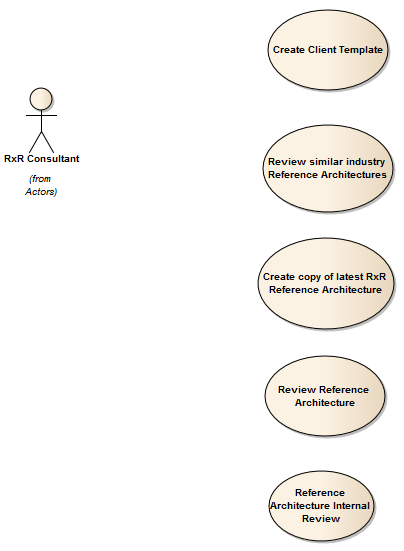 Create Client Template
RxR Consultant
(from
Actors)
Review similar industry
Reference Architectures
Create copy of latest RxR
Reference Architecture
Review Reference
Architecture
Reference
Architecture Internal
Review